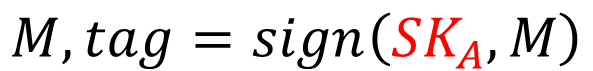 M, tag = sign(SK_A, M)